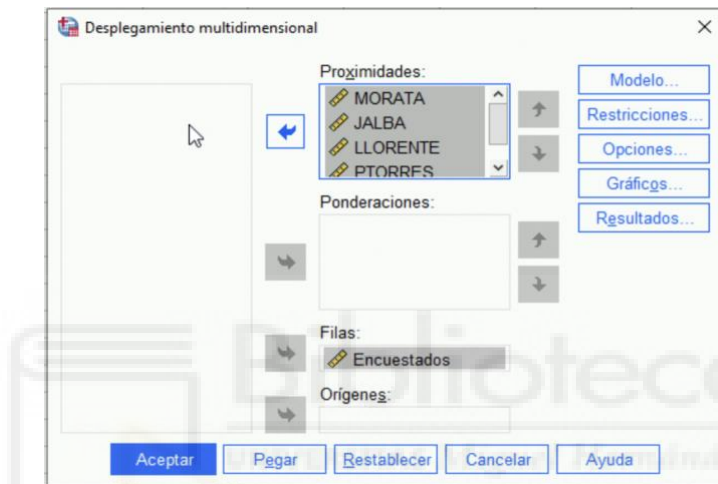 Desplegamiento multidimensional
Proximidades:
MORATA
JALBA
LLORENTE
PTORRES
Ponderaciones:
Filas:
Encuestados
Orígenes:
Modelo...
Restricciones...
Opciones...
Gráficos...
Resultados...
Aceptar
Pegar
Restablecer
Cancelar
Ayuda
Biblioteca